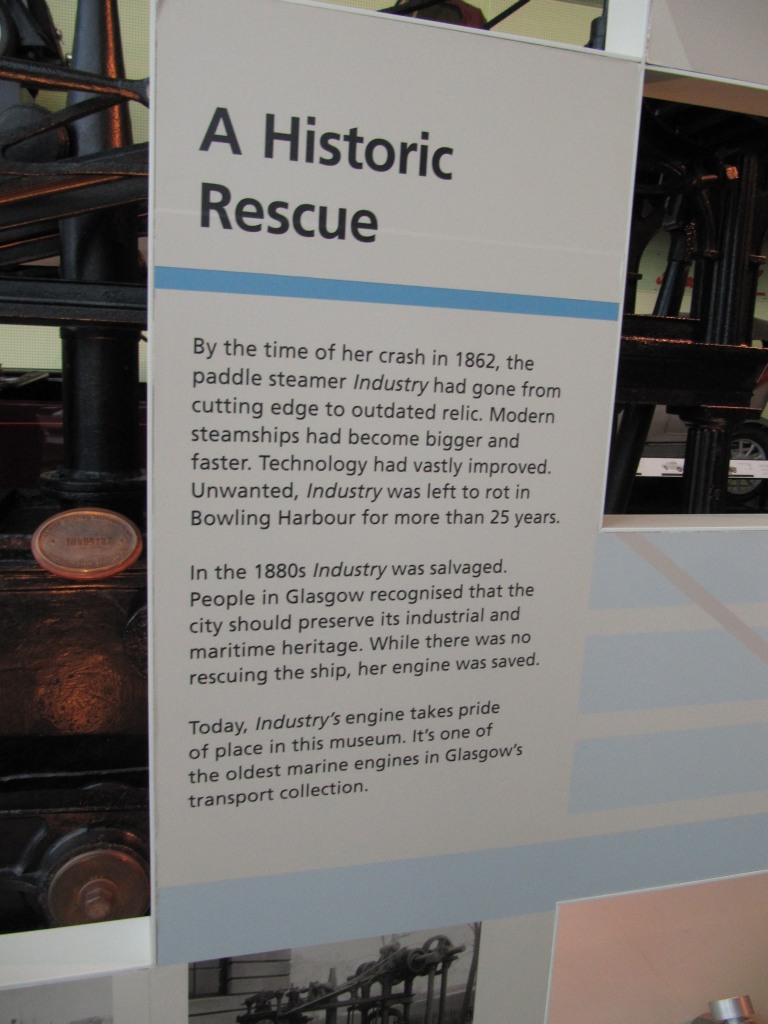 A Historic
Rescue
By the time of her crash in 1862, the
paddle steamer Industry had gone from
cutting edge to outdated relic. Modern
steamships had become bigger and
faster. Technology had vastly improved.
Unwanted, Industry was left to rot in
Bowling Harbour for more than 25 years.
In the 1880s Industry was salvaged.
People in Glasgow recognised that the
city should preserve its industrial and
maritime heritage. While there was no
rescuing the ship, her engine was saved.
Today, Industry's engine takes pride
of place in this museum. It's one of
the oldest marine engines in Glasgow's
transport collection.
INDUSTRY